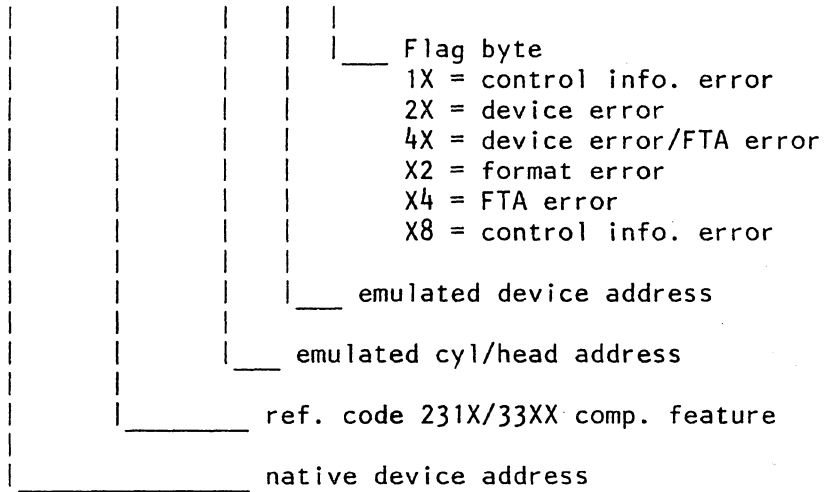 Flag byte
1X = control info. error
2X = device error
4X = device error/FTA error
X2 = format error
X4 = FTA error
X8 = control info. error
emulated device address
emulated cyl/head address
ref. code 231X/33XX comp. feature
native device address